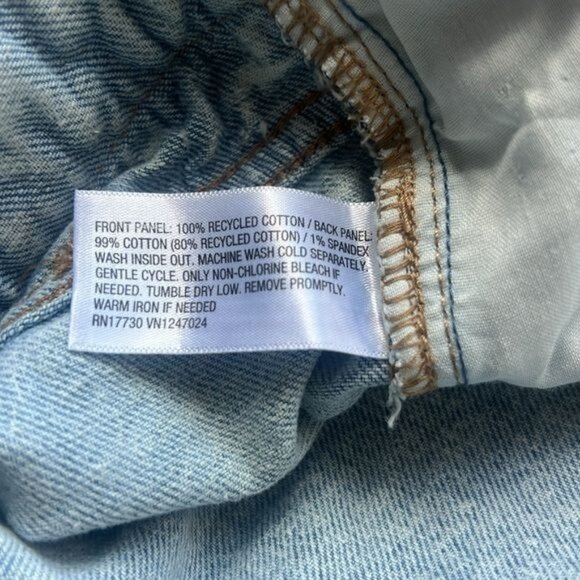 FRONT PANEL: 100% RECYCLED COTTON / BACK PANEL:
99% COTTON (80% RECYCLED COTTON) / 1% SPANDEX
WASH INSIDE OUT. MACHINE WASH COLD SEPARATELY,
GENTLE CYCLE. ONLY NON-CHLORINE BLEACH IF
NEEDED. TUMBLE DRY LOW. REMOVE PROMPTLY.
WARM IRON IF NEEDED
RN17730 VN1247024